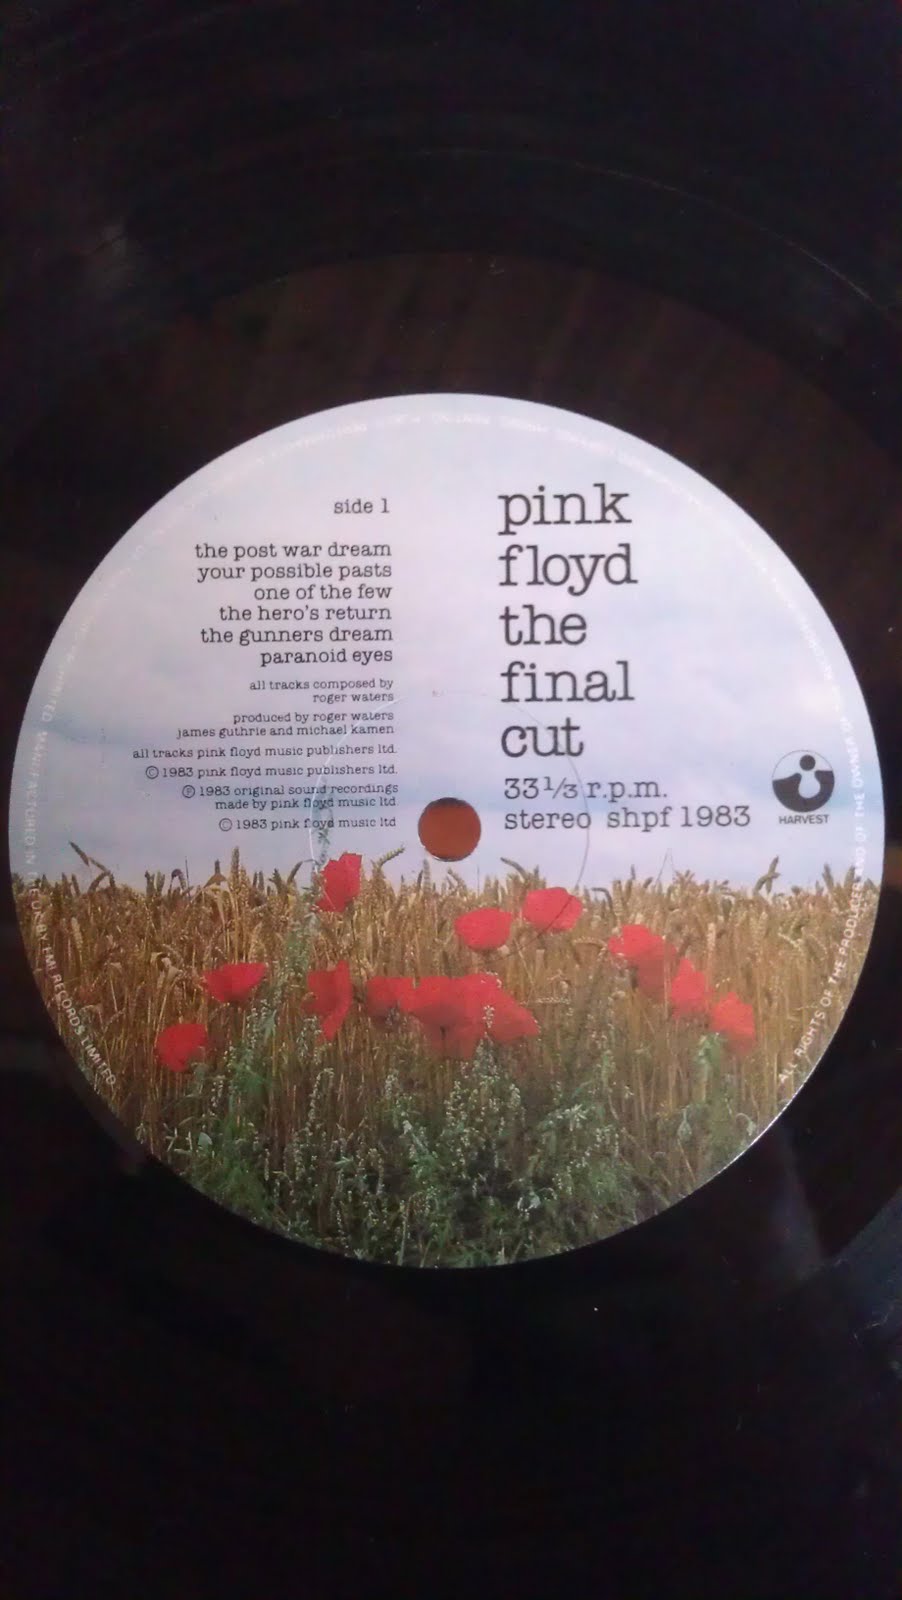 side 1
the post war dream
your possible pasts
one of the few
the hero's return
the gunners dream
paranoid eyes
all tracks composed by
roger waters
produced by roger waters
james guthrie and michael kamen
all tracks pink floyd music publishers ltd.
© 1983 pink floyd music publishers ltd.
℗ 1983 original sound recordings
made by pink floyd music ltd
© 1983 pink floyd music ltd
pink
floyd
the
final
cut
33 1/3 r.p.m.
stereo shpf 1983
HARVEST
MANUFACTURED IN THE U.K. BY EMI RECORDS LIMITED
ALL RIGHTS OF THE PRODUCER AND OF THE OWNER